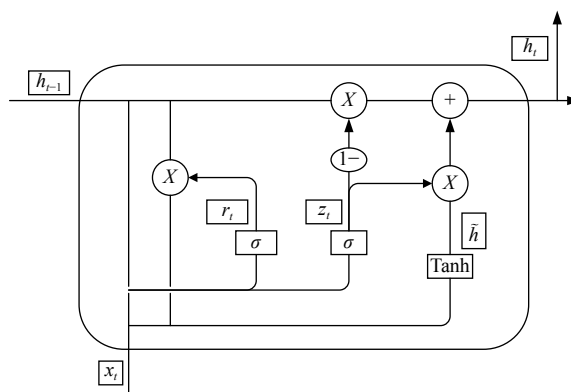 h_t
h_{t−1}
X
+
1−
X
X
r_t
z_t
h̃
σ
σ
Tanh
x_t